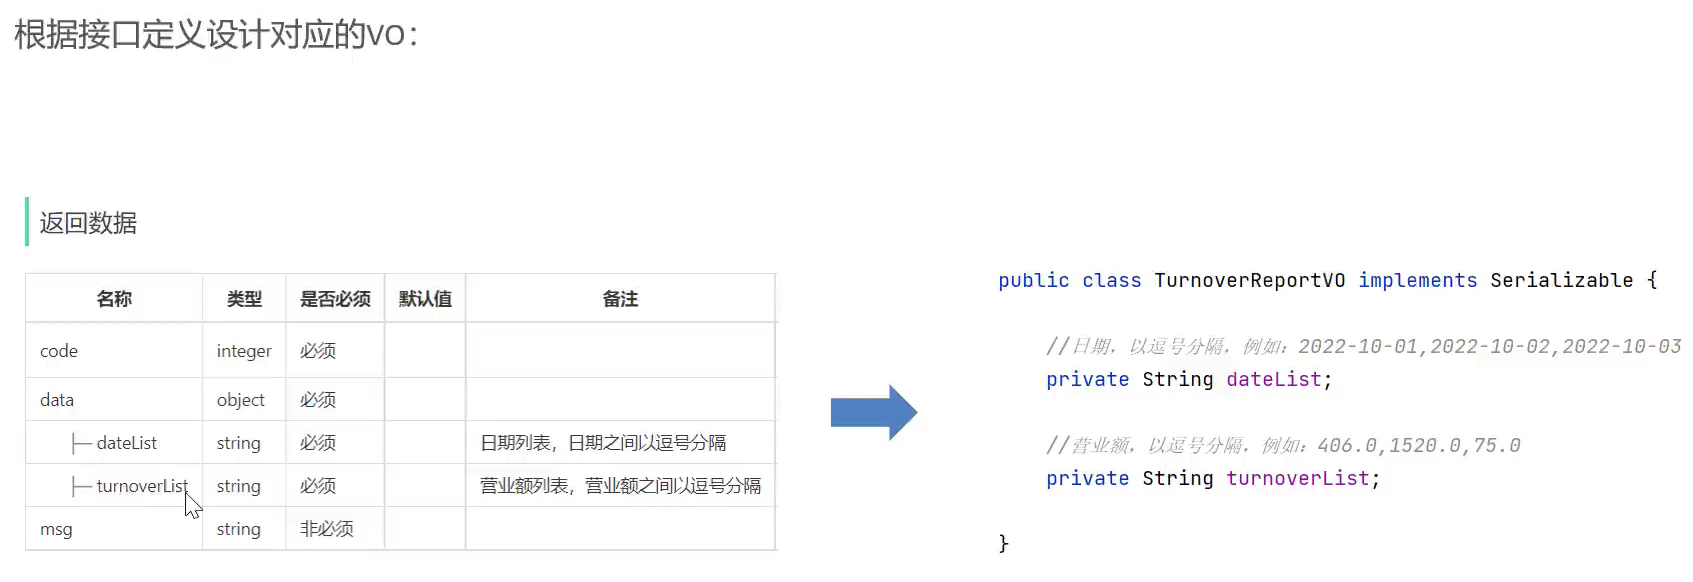 根据接口定义设计对应的VO：
返回数据
名称 类型 是否必须 默认值 备注
code integer 必须
data object 必须
├─ dateList string 必须 日期列表，日期之间以逗号分隔
├─ turnoverList string 必须 营业额列表，营业额之间以逗号分隔
msg string 非必须
public class TurnoverReportVO implements Serializable {
//日期，以逗号分隔，例如：2022-10-01,2022-10-02,2022-10-03
private String dateList;
//营业额，以逗号分隔，例如：406.0,1520.0,75.0
private String turnoverList;
}